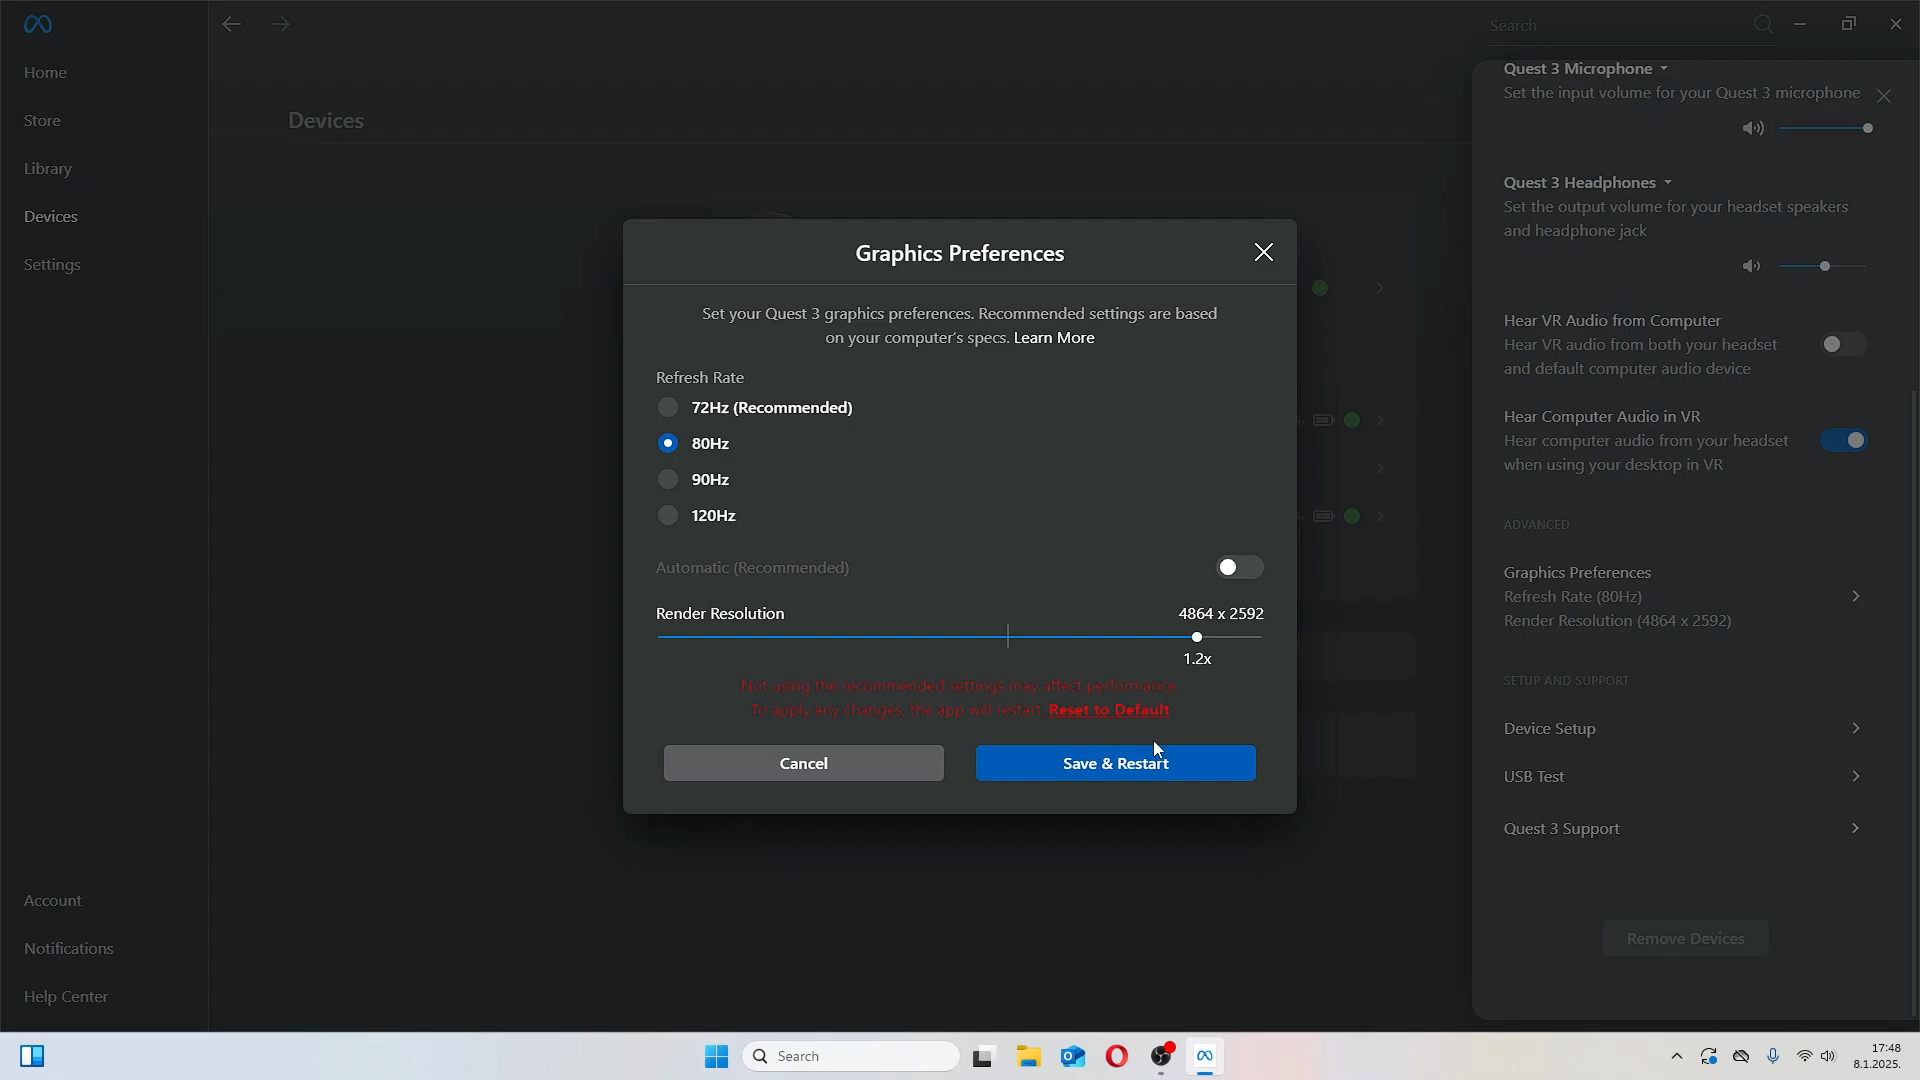 Search
Home
Store
Library
Devices
Settings
Account
Notifications
Help Center
Devices
Graphics Preferences
Set your Quest 3 graphics preferences. Recommended settings are based
on your computer's specs. Learn More
Refresh Rate
72Hz (Recommended)
80Hz
90Hz
120Hz
Automatic (Recommended)
Render Resolution
4864 x 2592
1.2x
Not using the recommended settings may affect performance.
To apply any changes, the app will restart. Reset to Default
Cancel
Save & Restart
%
%
Quest 3 Microphone
Set the input volume for your Quest 3 microphone
Quest 3 Headphones
Set the output volume for your headset speakers
and headphone jack
Hear VR Audio from Computer
Hear VR audio from both your headset
and default computer audio device
Hear Computer Audio in VR
Hear computer audio from your headset
when using your desktop in VR
ADVANCED
Graphics Preferences
Refresh Rate (80Hz)
Render Resolution (4864 x 2592)
SETUP AND SUPPORT
Device Setup
USB Test
Quest 3 Support
Remove Devices
Search
17:48
8.1.2025.